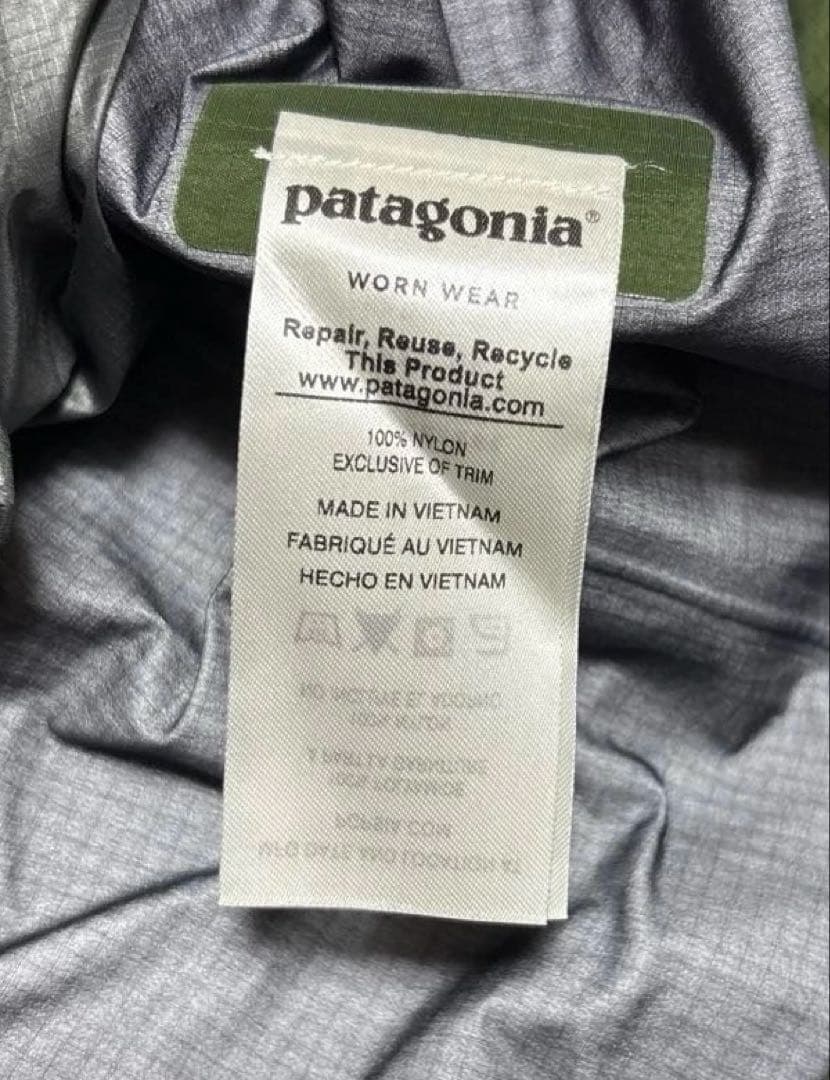 patagonia®
WORN WEAR
Repair, Reuse, Recycle
This Product
www.patagonia.com
100% NYLON
EXCLUSIVE OF TRIM
MADE IN VIETNAM
FABRIQUÉ AU VIETNAM
HECHO EN VIETNAM